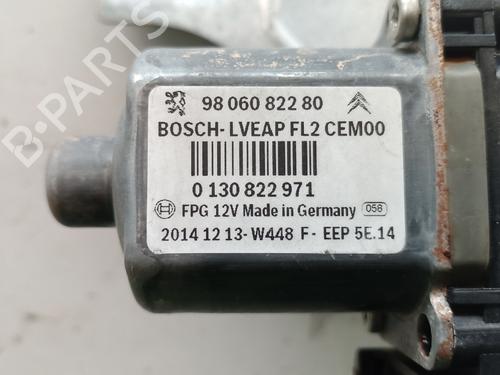 98 060 822 80
BOSCH- LVEAP FL2 CEM00
0 130 822 971
FPG 12V Made in Germany 056
2014 12 13- W448 F - EEP 5E.14
B-PARTS